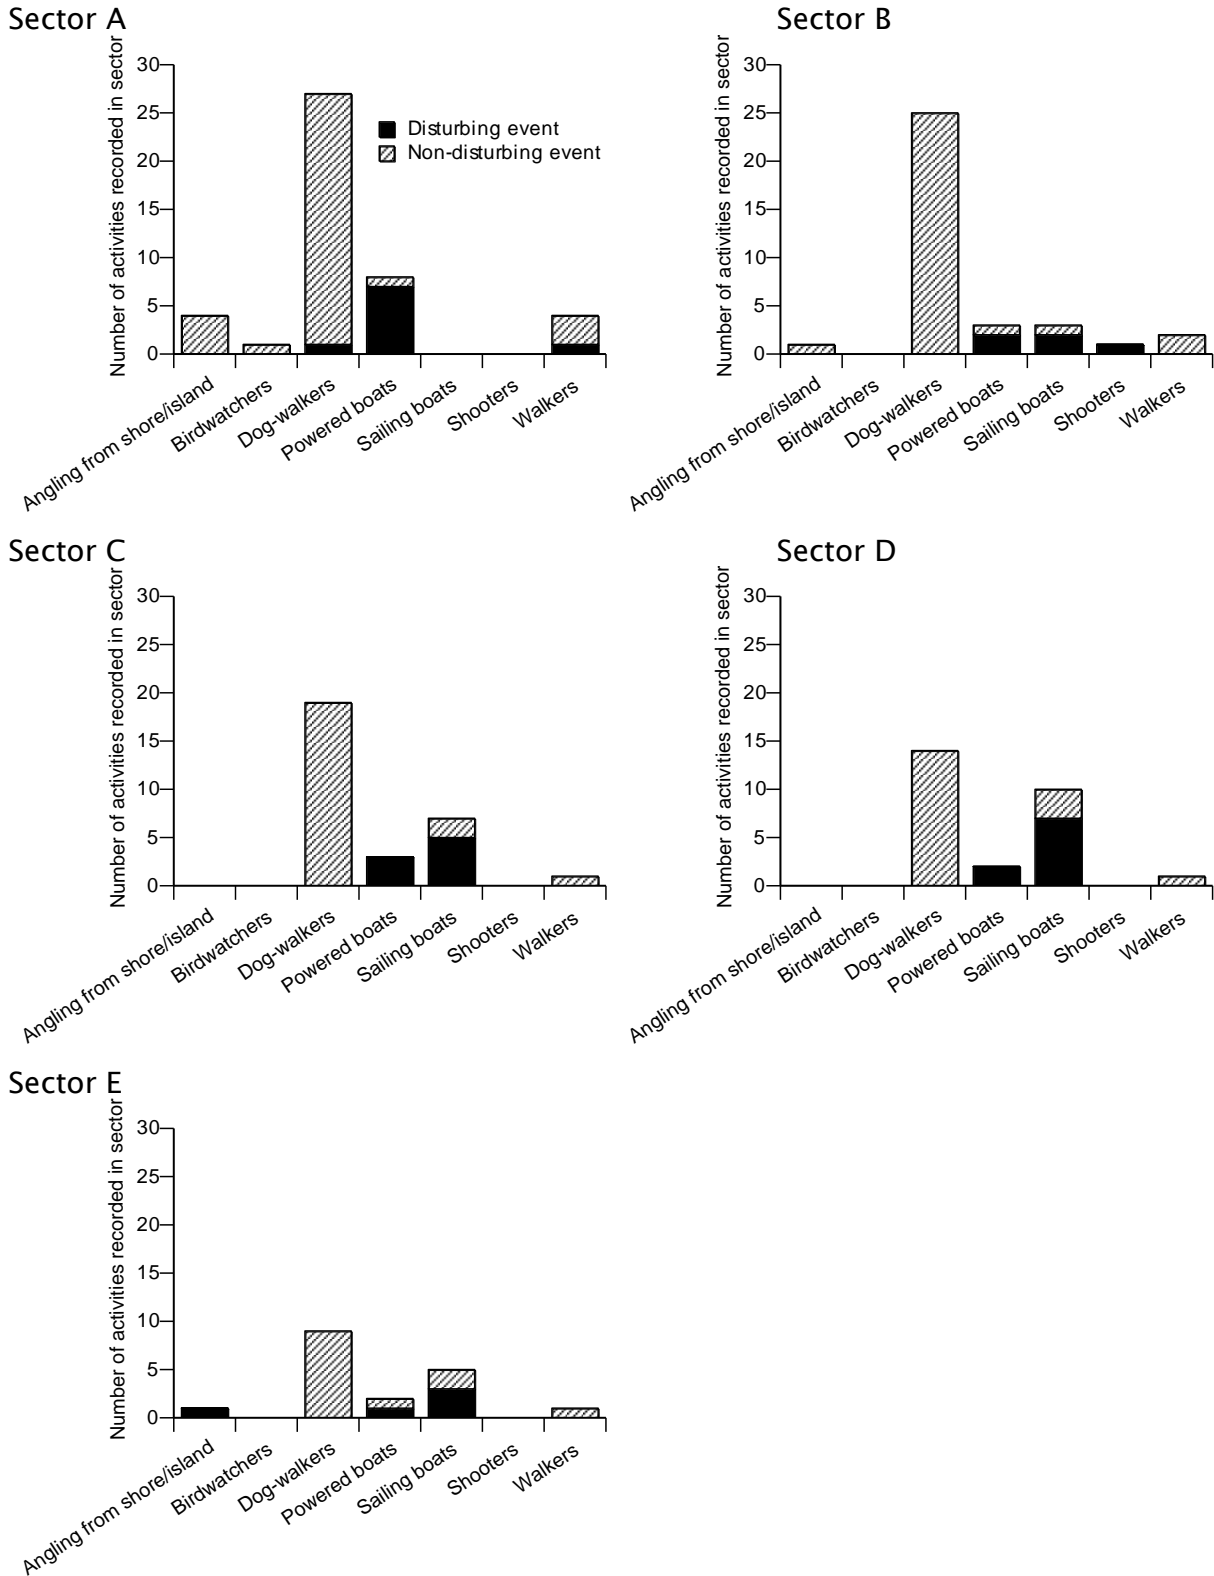 Sector A
Number of activities recorded in sector
30
25
20
15
10
5
0
Disturbing event
Non-disturbing event
Angling from shore/island
Birdwatchers
Dog-walkers
Powered boats
Sailing boats
Shooters
Walkers
Sector B
Number of activities recorded in sector
30
25
20
15
10
5
0
Angling from shore/island
Birdwatchers
Dog-walkers
Powered boats
Sailing boats
Shooters
Walkers
Sector C
Number of activities recorded in sector
30
25
20
15
10
5
0
Angling from shore/island
Birdwatchers
Dog-walkers
Powered boats
Sailing boats
Shooters
Walkers
Sector D
Number of activities recorded in sector
30
25
20
15
10
5
0
Angling from shore/island
Birdwatchers
Dog-walkers
Powered boats
Sailing boats
Shooters
Walkers
Sector E
Number of activities recorded in sector
30
25
20
15
10
5
0
Angling from shore/island
Birdwatchers
Dog-walkers
Powered boats
Sailing boats
Shooters
Walkers